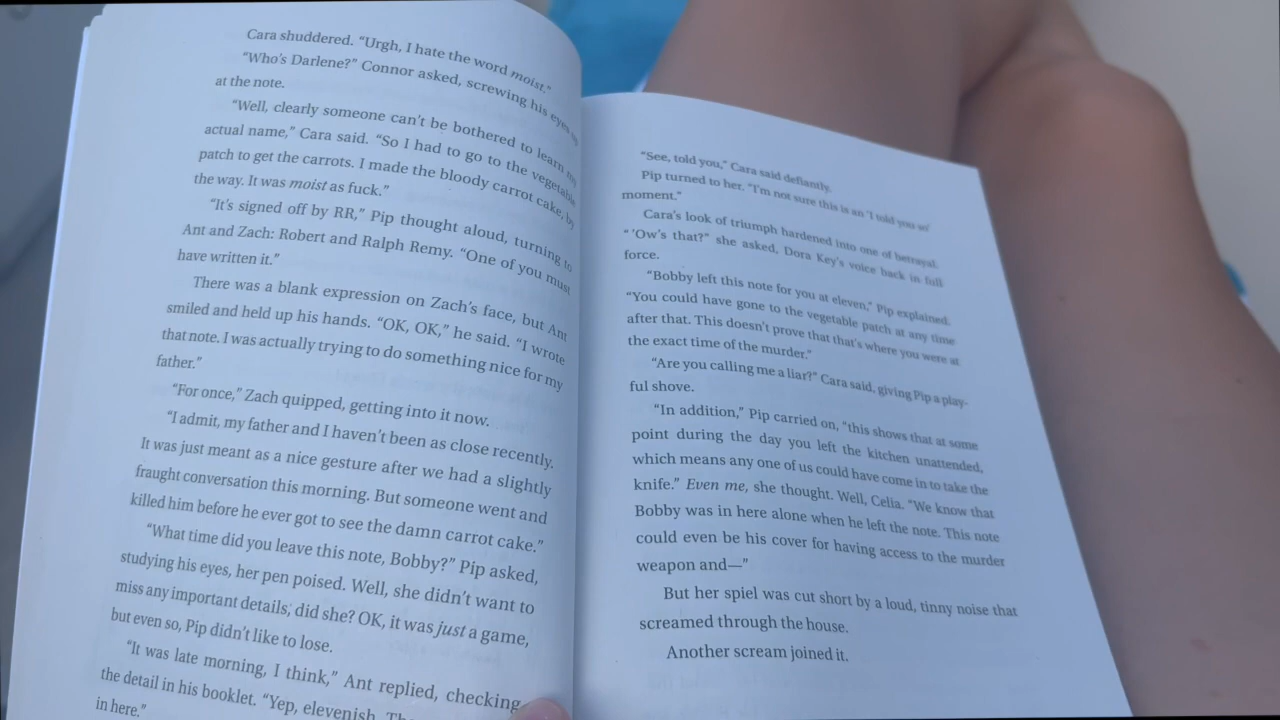 Cara shuddered. “Urgh, I hate the word moist.”
“Who’s Darlene?” Connor asked, screwing his eyes
at the note.
“Well, clearly someone can’t be bothered to learn my
actual name,” Cara said. “So I had to go to the vegetable
patch to get the carrots. I made the bloody carrot cake, by
the way. It was moist as fuck.”
“It’s signed off by RR,” Pip thought aloud, turning to
Ant and Zach: Robert and Ralph Remy. “One of you must
have written it.”
There was a blank expression on Zach’s face, but Ant
smiled and held up his hands. “OK, OK,” he said. “I wrote
that note. I was actually trying to do something nice for my
father.”
“For once,” Zach quipped, getting into it now.
“I admit, my father and I haven’t been as close recently.
It was just meant as a nice gesture after we had a slightly
fraught conversation this morning. But someone went and
killed him before he ever got to see the damn carrot cake.”
“What time did you leave this note, Bobby?” Pip asked,
studying his eyes, her pen poised. Well, she didn’t want to
miss any important details, did she? OK, it was just a game,
but even so, Pip didn’t like to lose.
“It was late morning, I think,” Ant replied, checking
the detail in his booklet. “Yep, elevenish.
in here.”
“See, told you,” Cara said defiantly.
Pip turned to her. “I’m not sure this is an ‘I told you so’
moment.”
Cara’s look of triumph hardened into one of betrayal.
“’Ow’s that?” she asked, Dora Key’s voice back in full
force.
“Bobby left this note for you at eleven,” Pip explained.
“You could have gone to the vegetable patch at any time
after that. This doesn’t prove that that’s where you were at
the exact time of the murder.”
“Are you calling me a liar?” Cara said, giving Pip a play-
ful shove.
“In addition,” Pip carried on, “this shows that at some
point during the day you left the kitchen unattended,
which means any one of us could have come in to take the
knife.” Even me, she thought. Well, Celia. “We know that
Bobby was in here alone when he left the note. This note
could even be his cover for having access to the murder
weapon and—”
But her spiel was cut short by a loud, tinny noise that
screamed through the house.
Another scream joined it.